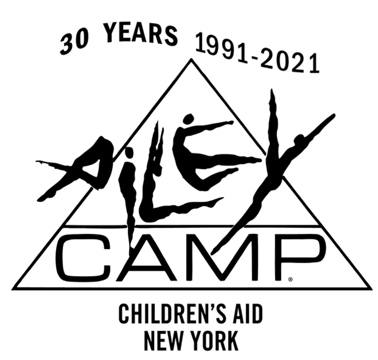 30 YEARS 1991-2021
AILEY
CAMP®
CHILDREN'S AID
NEW YORK